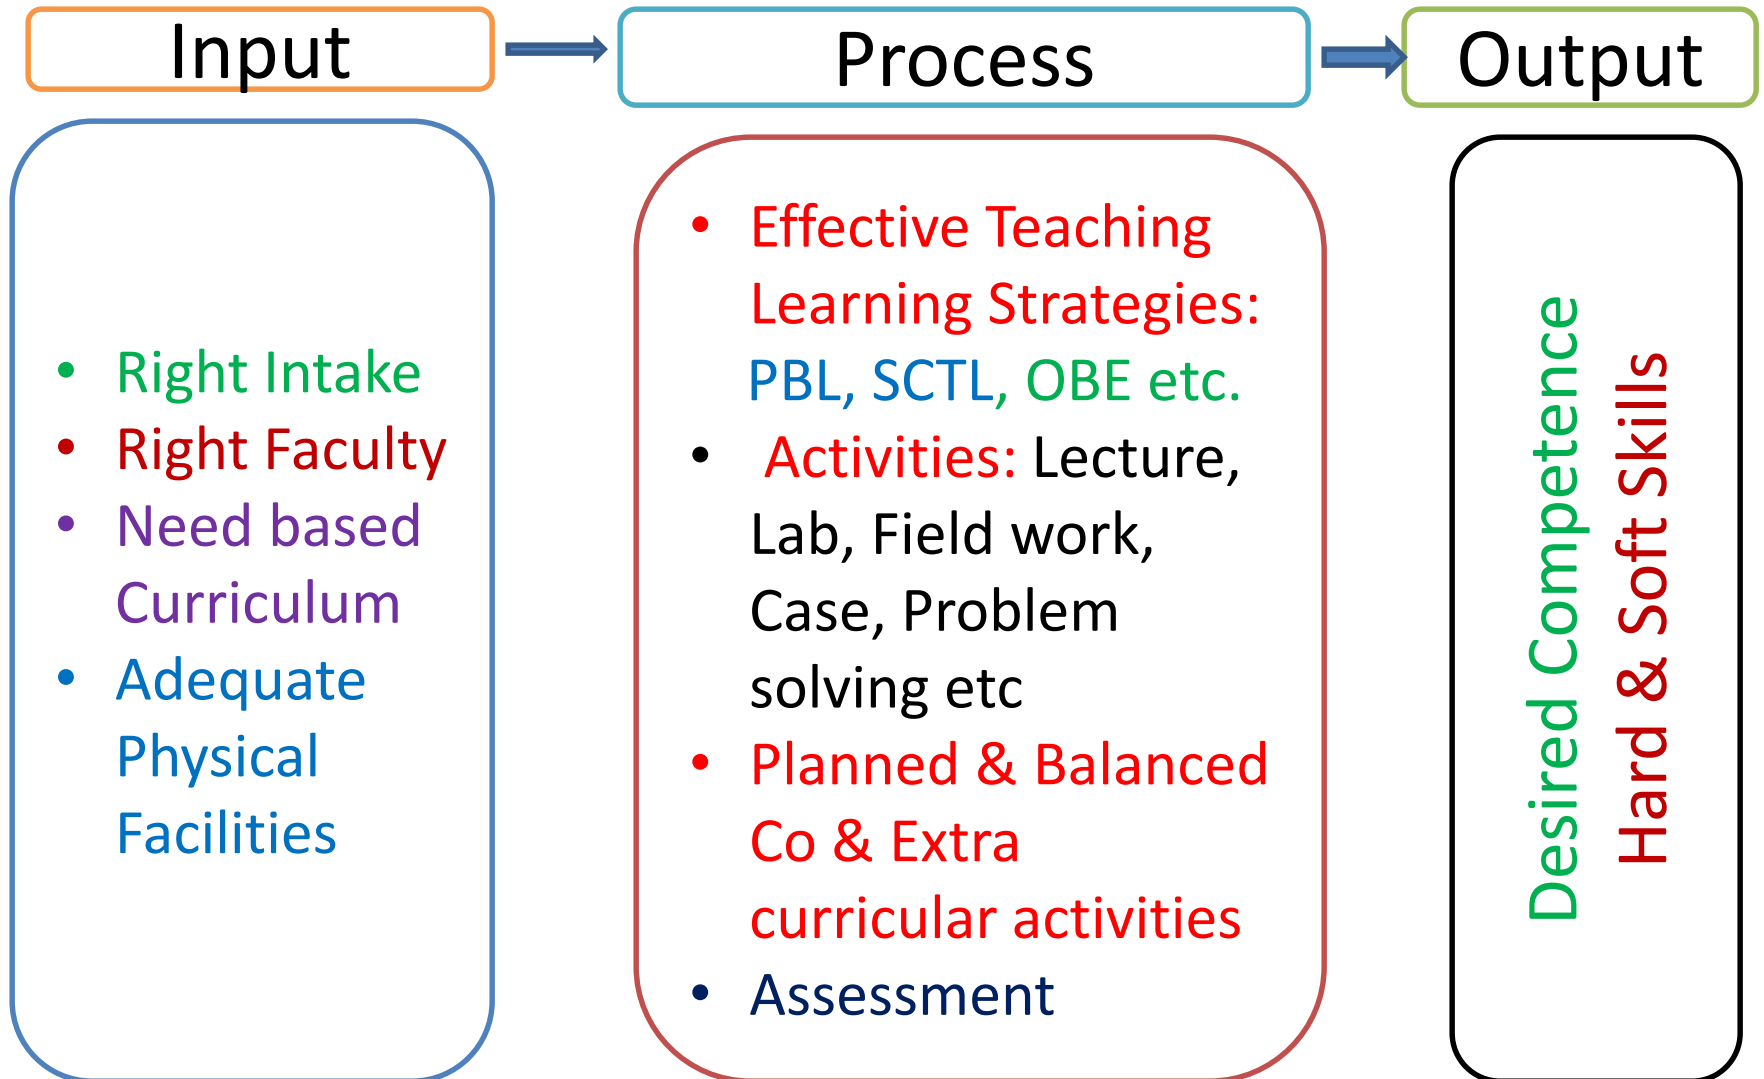 Input
Process
Output
• Right Intake
• Right Faculty
• Need based
Curriculum
• Adequate
Physical
Facilities
• Effective Teaching
Learning Strategies:
PBL, SCTL, OBE etc.
• Activities: Lecture,
Lab, Field work,
Case, Problem
solving etc
• Planned & Balanced
Co & Extra
curricular activities
• Assessment
Desired Competence
Hard & Soft Skills